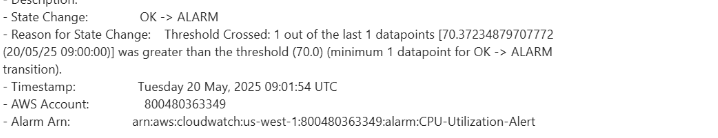 - Description:
- State Change: OK -> ALARM
- Reason for State Change: Threshold Crossed: 1 out of the last 1 datapoints [70.37234879707772
(20/05/25 09:00:00)] was greater than the threshold (70.0) (minimum 1 datapoint for OK -> ALARM
transition).
- Timestamp: Tuesday 20 May, 2025 09:01:54 UTC
- AWS Account: 800480363349
- Alarm Arn: arn:aws:cloudwatch:us-west-1:800480363349:alarm:CPU-Utilization-Alert